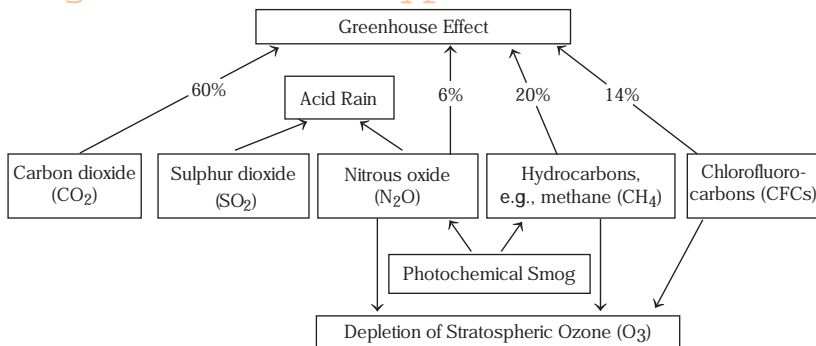 Greenhouse Effect
60%
6%
20%
14%
Acid Rain
Carbon dioxide
(CO₂)
Sulphur dioxide
(SO₂)
Nitrous oxide
(N₂O)
Hydrocarbons,
e.g., methane (CH₄)
Chlorofluoro-
carbons (CFCs)
Photochemical Smog
Depletion of Stratospheric Ozone (O₃)